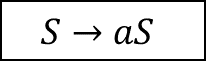 S → aS